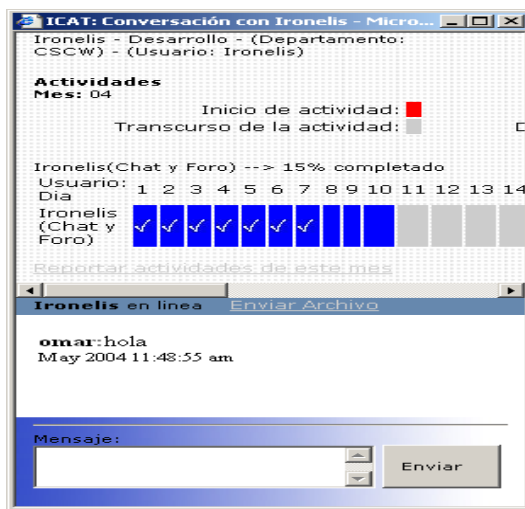 ICAT: Conversación con Ironelis - Micro...
Ironelis - Desarrollo - (Departamento:
CSCW) - (Usuario: Ironelis)
Actividades
Mes: 04
Inicio de actividad:
Transcurso de la actividad:
Ironelis(Chat y Foro) --> 15% completado
Usuario: 1 2 3 4 5 6 7 8 9 10 11 12 13 14
Dia
Ironelis
(Chat y
Foro)
Reportar actividades de este mes
Ironelis en linea Enviar Archivo
omar:hola
May 2004 11:48:55 am
Mensaje:
Enviar